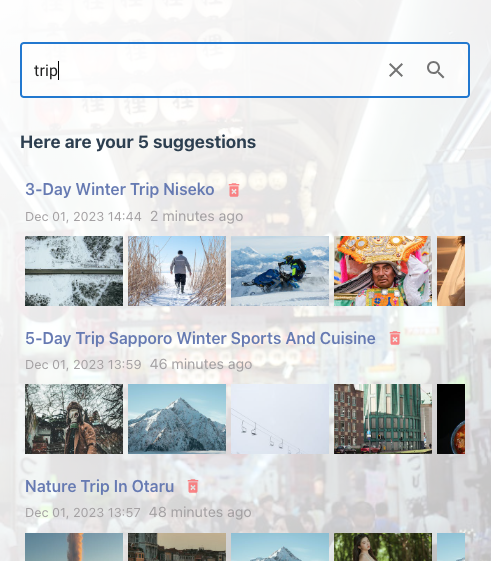 trip
Here are your 5 suggestions
3-Day Winter Trip Niseko
Dec 01, 2023 14:44 2 minutes ago
5-Day Trip Sapporo Winter Sports And Cuisine
Dec 01, 2023 13:59 46 minutes ago
Nature Trip In Otaru
Dec 01, 2023 13:57 48 minutes ago